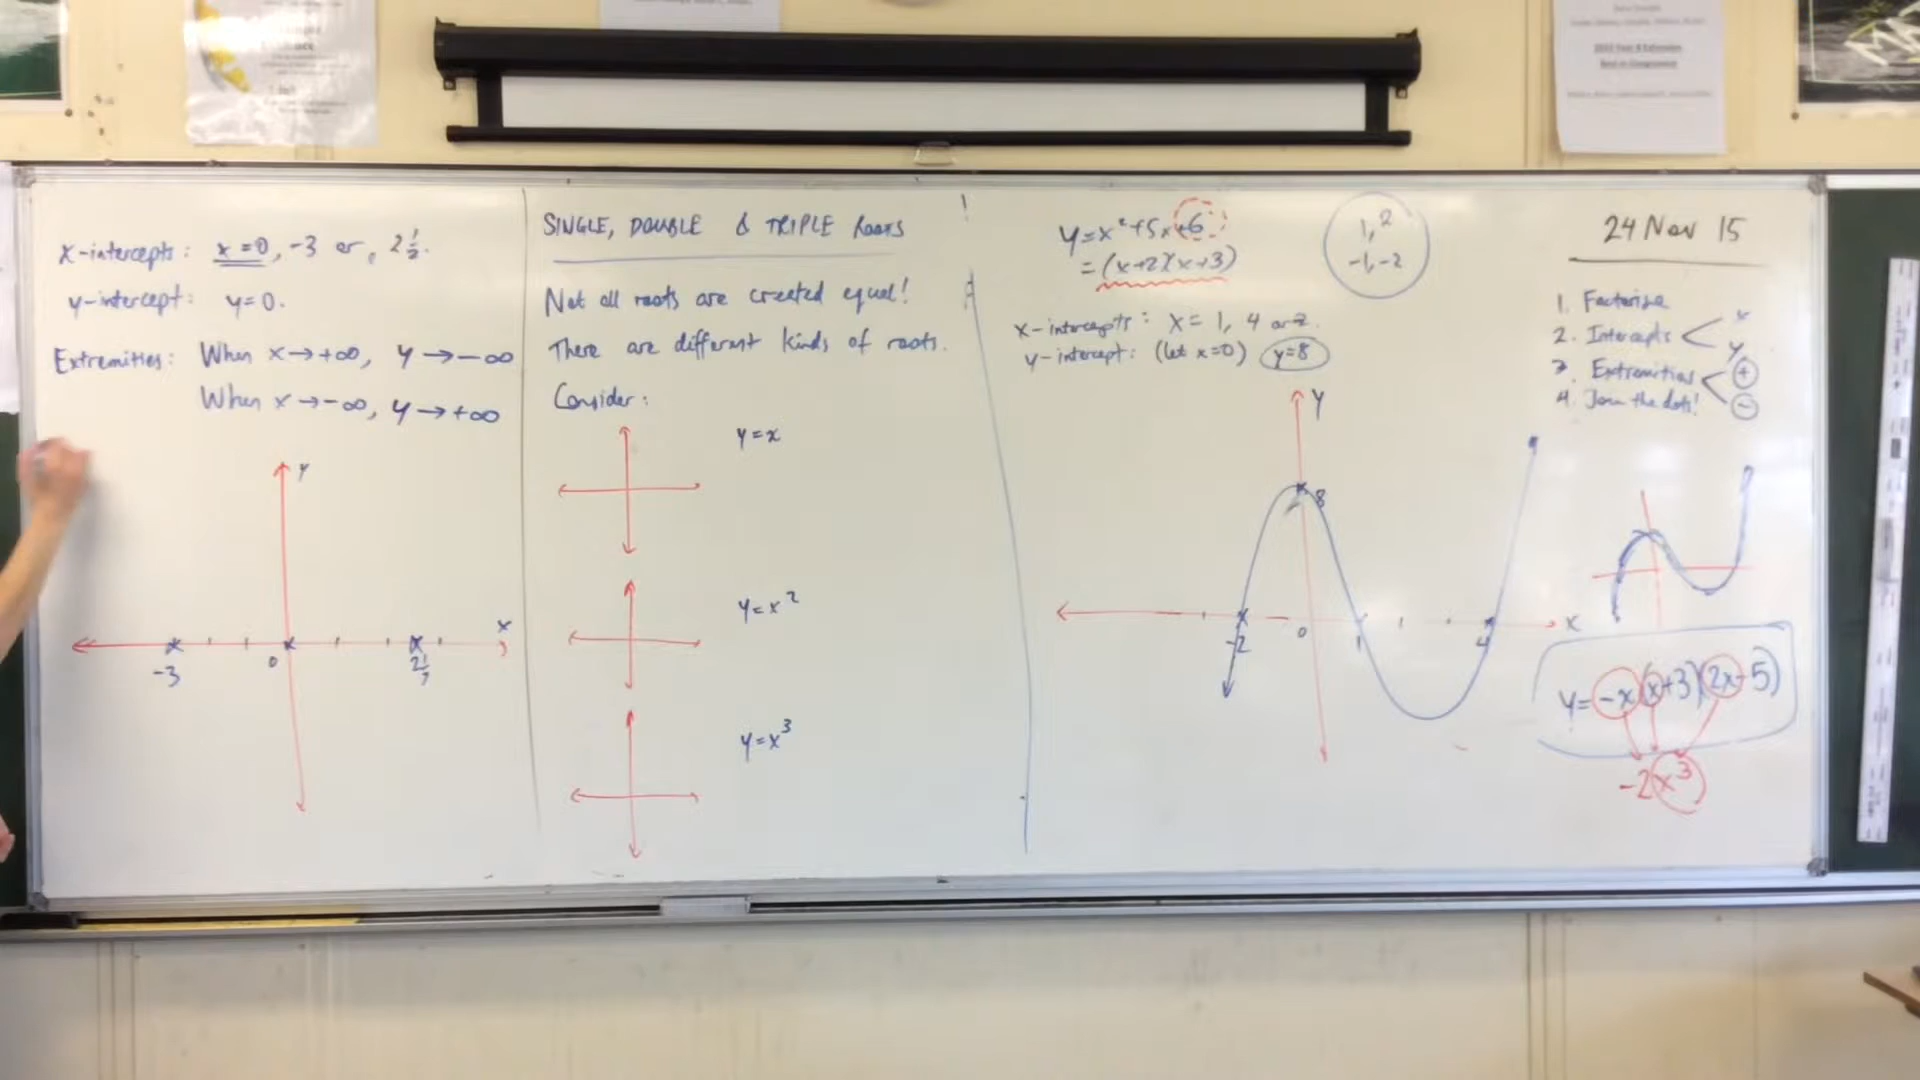 x-intercepts: x=0, -3 or, 2½.
y-intercept: y=0.
Extremities: When x→+∞, y→-∞
When x→-∞, y→+∞
y
x
-3
0
2½
SINGLE, DOUBLE & TRIPLE Roots
Not all roots are created equal!
There are different kinds of roots.
Consider:
y=x
y=x²
y=x³
y=x²+5x+6
=(x+2)(x+3)
1, 2
-1, -2
x-intercepts: x=1, 4 or-2.
y-intercept: (let x=0) y=8
y
8
-2
0
1
4
x
24 Nov 15
1. Factorise
2. Intercepts < x
y
3. Extremities < +
-
4. Join the dots!
y=-x(x+3)(2x-5)
-2x³